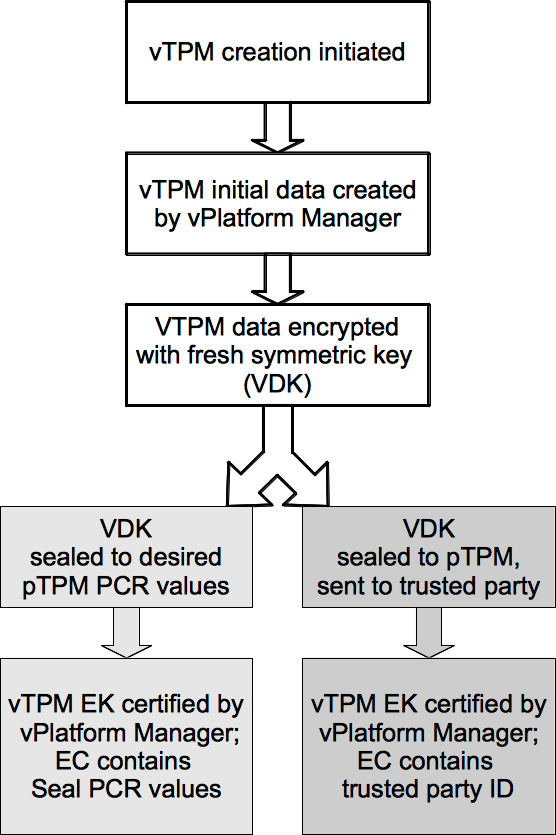 vTPM creation initiated
vTPM initial data created
by vPlatform Manager
VTPM data encrypted
with fresh symmetric key
(VDK)
VDK
sealed to desired
pTPM PCR values
VDK
sealed to pTPM,
sent to trusted party
vTPM EK certified by
vPlatform Manager;
EC contains
Seal PCR values
vTPM EK certified by
vPlatform Manager;
EC contains
trusted party ID